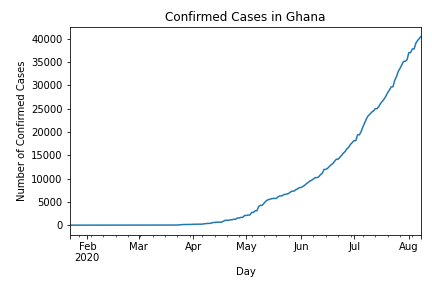 Confirmed Cases in Ghana
Number of Confirmed Cases
40000
35000
30000
25000
20000
15000
10000
5000
0
Feb Mar Apr May Jun Jul Aug
2020
Day